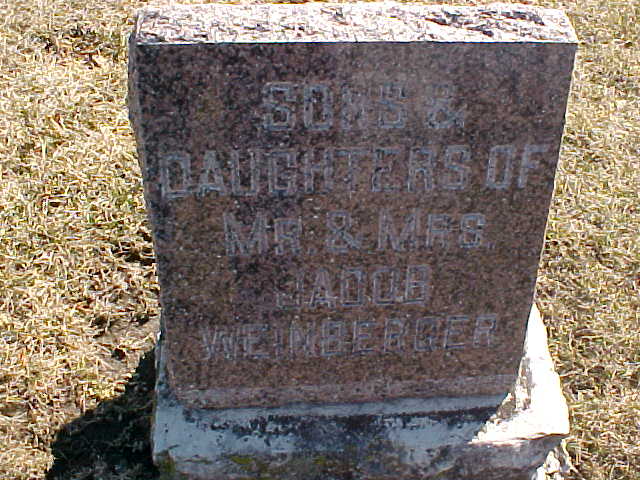 SONS &
DAUGHTERS OF
MR. & MRS.
JACOB
WEINBERGER